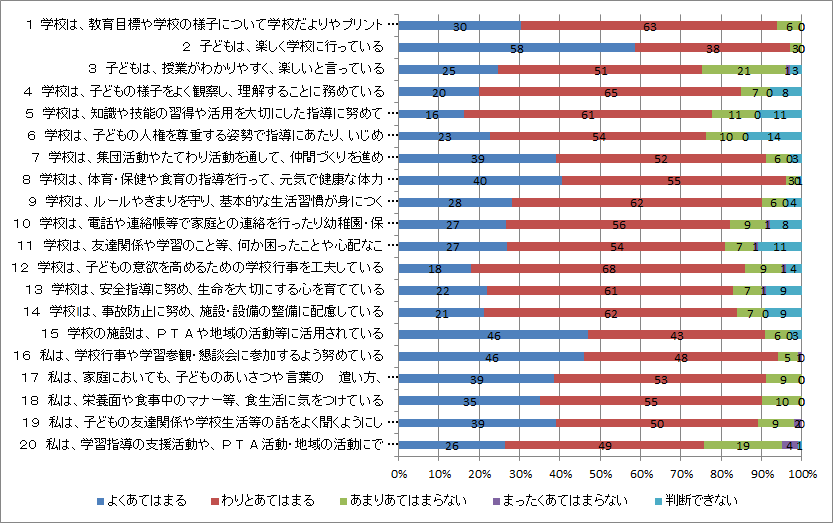 1 学校は、教育目標や学校の様子について学校だよりやプリント … 30 63 6 0
2 子どもは、楽しく学校に行っている 58 38 3 0
3 子どもは、授業がわかりやすく、楽しいと言っている 25 51 21 1 3
4 学校は、子どもの様子をよく観察し、理解することに務めている 20 65 7 0 8
5 学校は、知識や技能の習得や活用を大切にした指導に努めて … 16 61 11 0 11
6 学校は、子どもの人権を尊重する姿勢で指導にあたり、いじめ … 23 54 10 0 14
7 学校は、集団活動やたてわり活動を通して、仲間づくりを進め … 39 52 6 0 3
8 学校は、体育・保健や食育の指導を行って、元気で健康な体力 … 40 55 3 0 1
9 学校は、ルールやきまりを守り、基本的な生活習慣が身につく … 28 62 6 0 4
10 学校は、電話や連絡帳等で家庭との連絡を行ったり幼稚園・保 … 27 56 9 1 8
11 学校は、友達関係や学習のこと等、何か困ったことや心配なこ … 27 54 7 1 11
12 学校は、子どもの意欲を高めるための学校行事を工夫している 18 68 9 1 4
13 学校は、安全指導に努め、生命を大切にする心を育てている 22 61 7 1 9
14 学校は、事故防止に努め、施設・設備の整備に配慮している 21 62 7 0 9
15 学校の施設は、PTAや地域の活動等に活用されている 46 43 6 0 3
16 私は、学校行事や学習参観・懇談会に参加するよう努めている 46 48 5 1 0
17 私は、家庭においても、子どものあいさつや言葉の 遣い方、 … 39 53 9 0
18 私は、栄養面や食事中のマナー等、食生活に気をつけている 35 55 10 0
19 私は、子どもの友達関係や学校生活等の話をよく聞くようにし … 39 50 9 2 0
20 私は、学習指導の支援活動や、PTA活動・地域の活動にで … 26 49 19 4 1
0% 10% 20% 30% 40% 50% 60% 70% 80% 90% 100%
よくあてはまる わりとあてはまる あまりあてはまらない まったくあてはまらない 判断できない